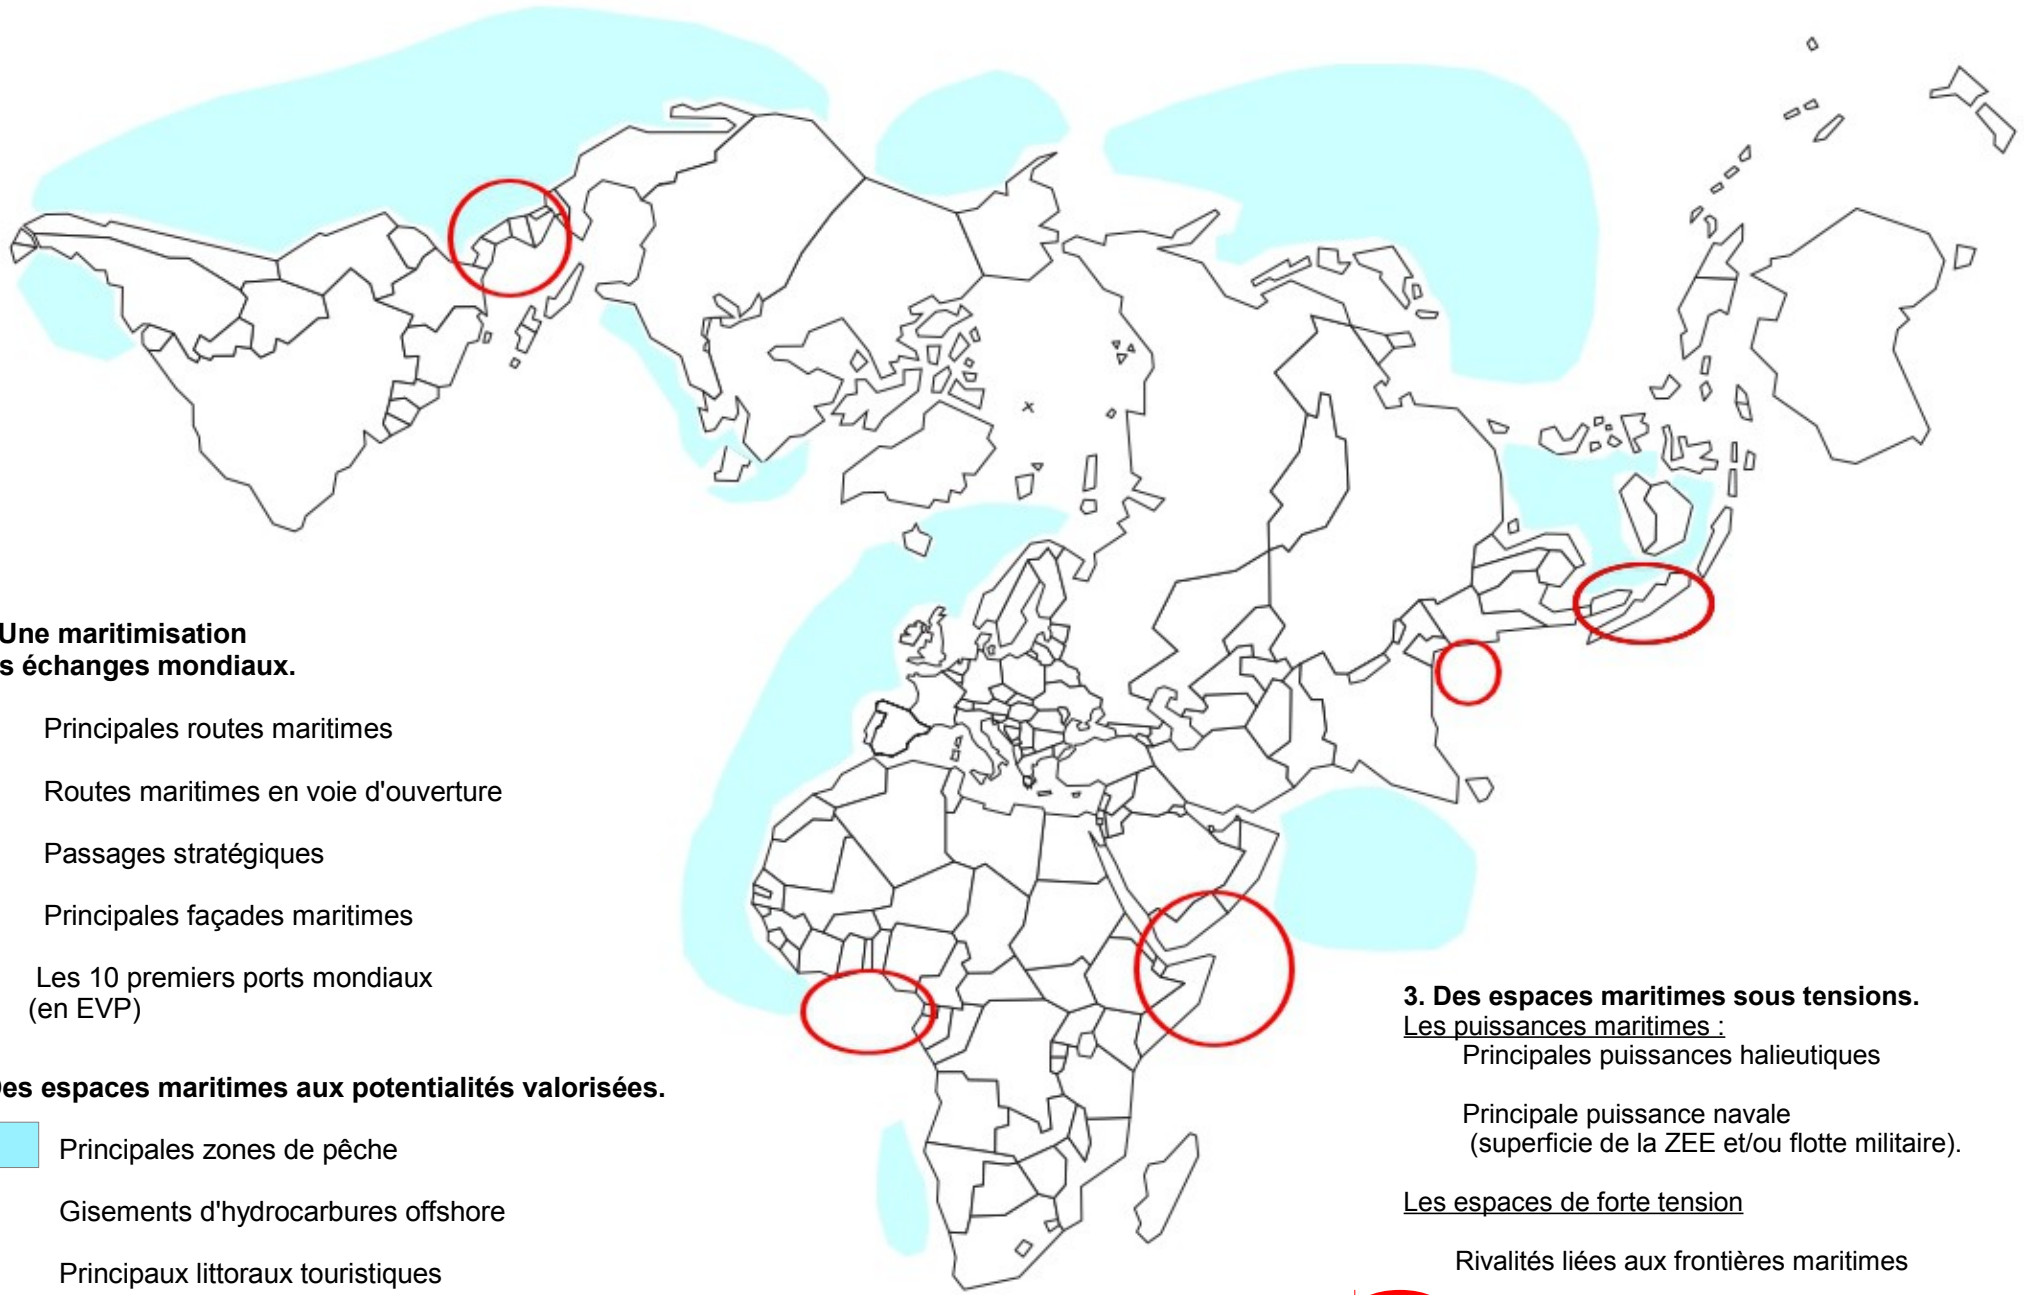 Une maritimisation
s échanges mondiaux.
Principales routes maritimes
Routes maritimes en voie d'ouverture
Passages stratégiques
Principales façades maritimes
Les 10 premiers ports mondiaux
(en EVP)
Des espaces maritimes aux potentialités valorisées.
Principales zones de pêche
Gisements d'hydrocarbures offshore
Principaux littoraux touristiques
3. Des espaces maritimes sous tensions.
Les puissances maritimes :
Principales puissances halieutiques
Principale puissance navale
(superficie de la ZEE et/ou flotte militaire).
Les espaces de forte tension
Rivalités liées aux frontières maritimes